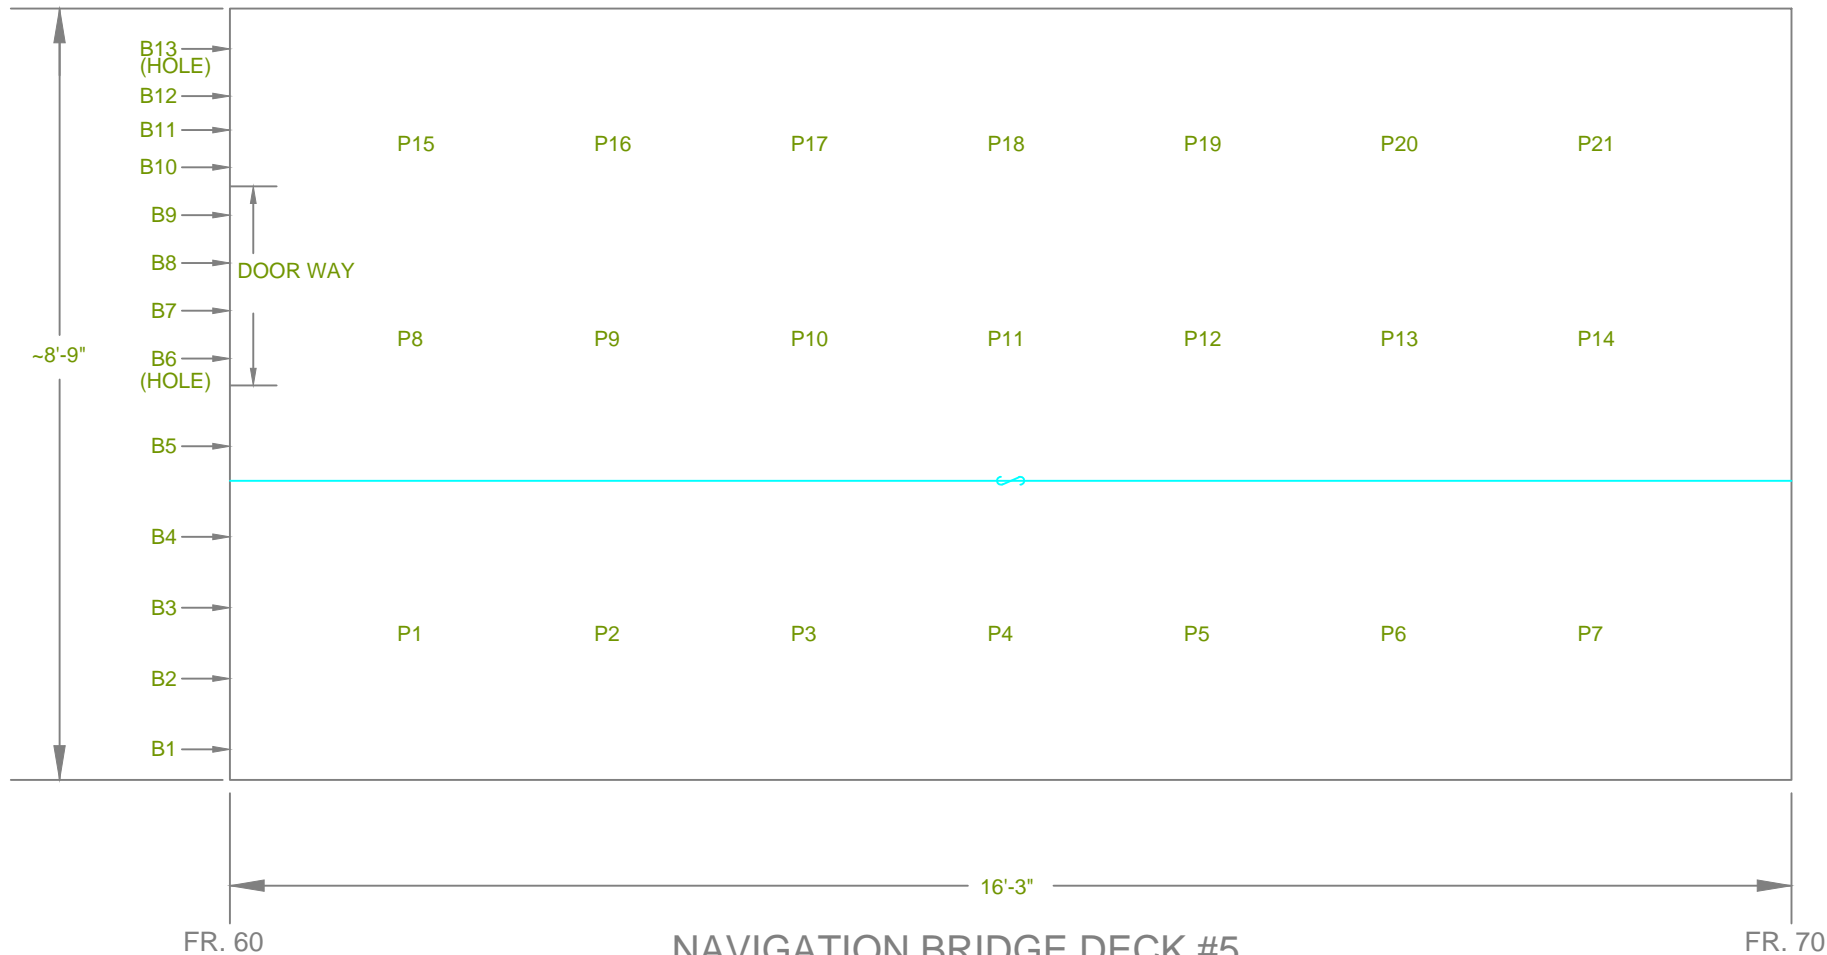 B13
(HOLE)
B12
B11
P15 P16 P17 P18 P19 P20 P21
B10
B9
B8
DOOR WAY
B7
P8 P9 P10 P11 P12 P13 P14
~8'-9"
B6
(HOLE)
B5
B4
B3
P1 P2 P3 P4 P5 P6 P7
B2
B1
16'-3"
FR. 60
NAVIGATION BRIDGE DECK #5
FR. 70